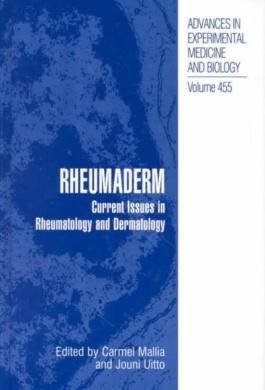 ADVANCES IN
EXPERIMENTAL
MEDICINE
AND BIOLOGY
Volume 455
RHEUMADERM
Current Issues in
Rheumatology and Dermatology
Edited by Carmel Mallia
and Jouni Uitto